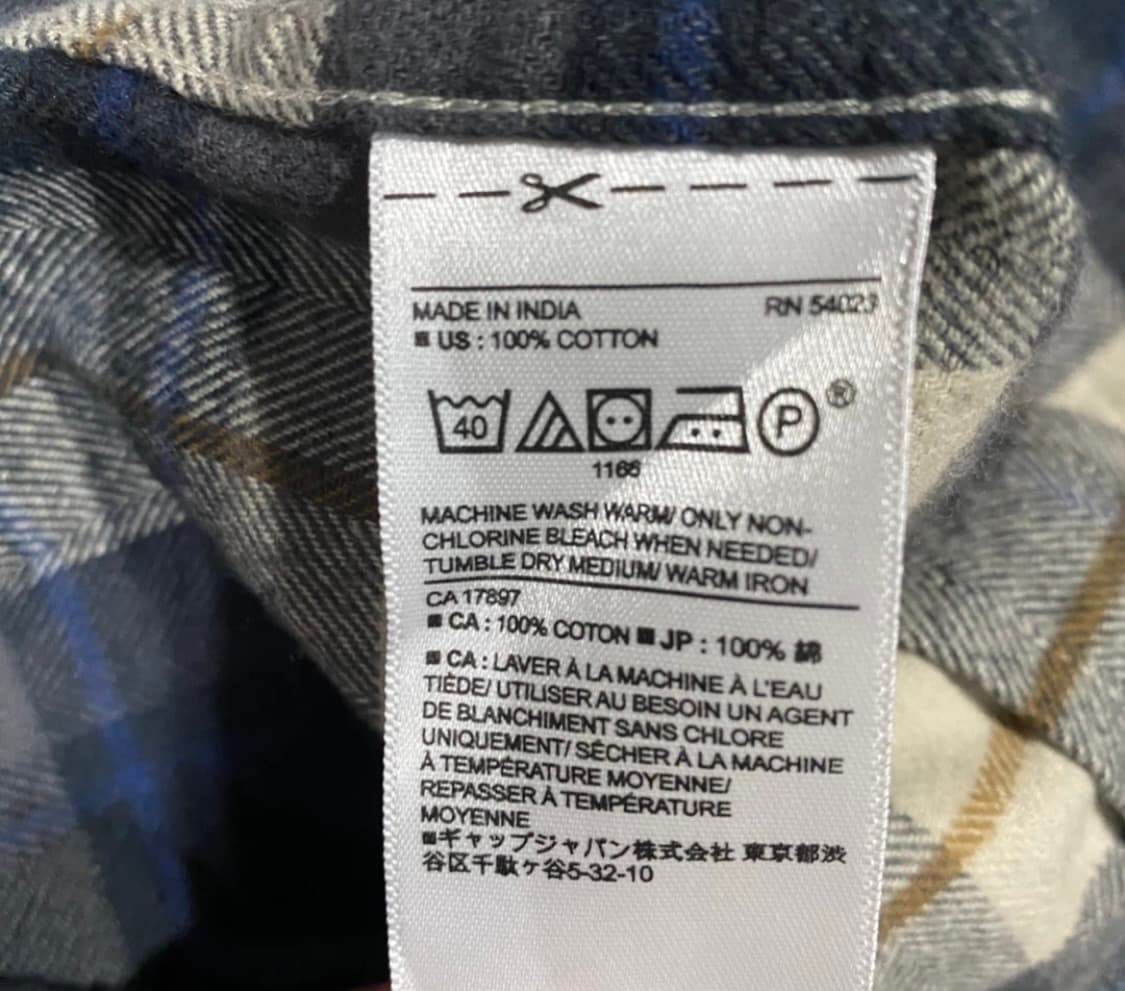 MADE IN INDIA RN 54023
US : 100% COTTON
40 P ®
1166
MACHINE WASH WARM/ ONLY NON-
CHLORINE BLEACH WHEN NEEDED/
TUMBLE DRY MEDIUM/ WARM IRON
CA 17897
■ CA : 100% COTON ■ JP : 100% 綿
■ CA : LAVER À LA MACHINE À L'EAU
TIÈDE/ UTILISER AU BESOIN UN AGENT
DE BLANCHIMENT SANS CHLORE
UNIQUEMENT/ SÉCHER À LA MACHINE
À TEMPÉRATURE MOYENNE/
REPASSER À TEMPÉRATURE
MOYENNE
■ギャップジャパン株式会社 東京都渋
谷区千駄ヶ谷5-32-10